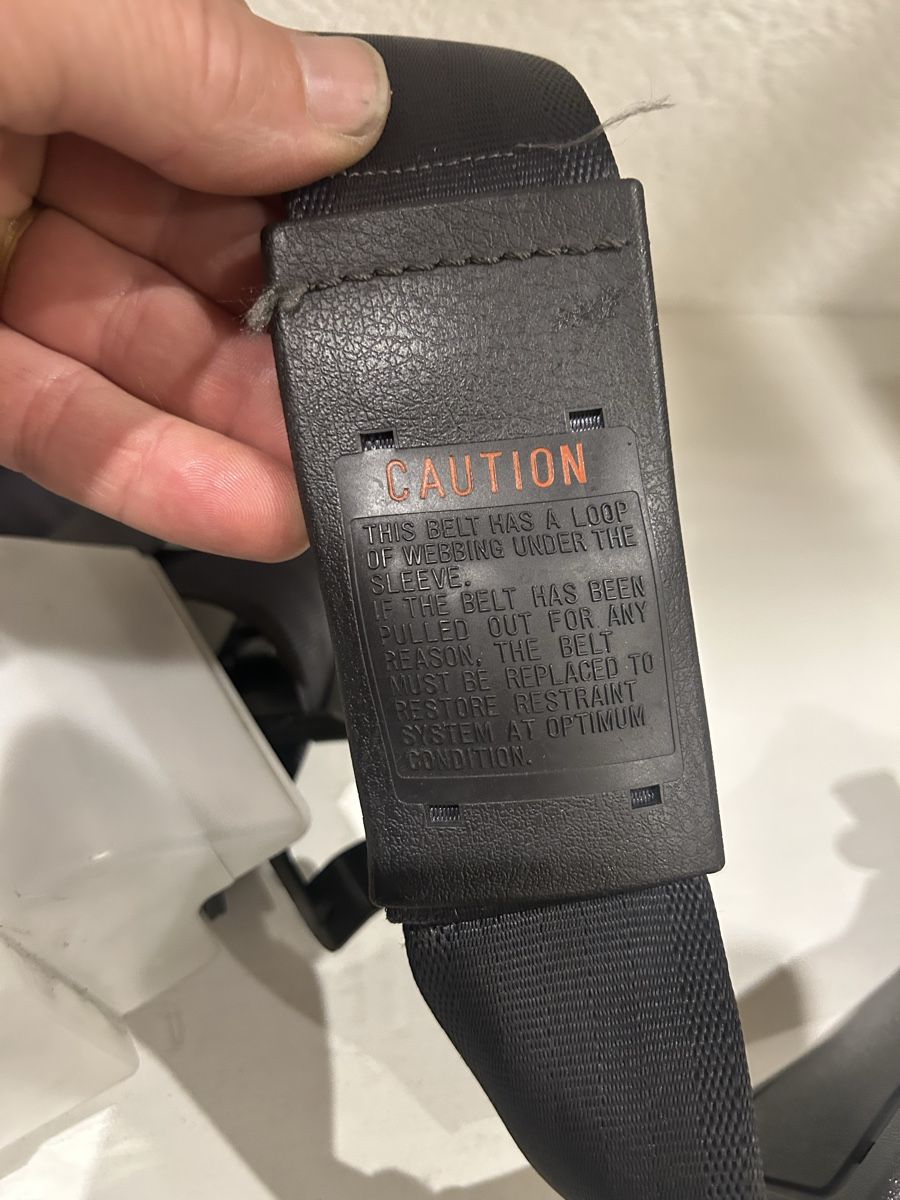 CAUTION
THIS BELT HAS A LOOP
OF WEBBING UNDER THE
SLEEVE.
IF THE BELT HAS BEEN
PULLED OUT FOR ANY
REASON, THE BELT
MUST BE REPLACED TO
RESTORE RESTRAINT
SYSTEM AT OPTIMUM
CONDITION.